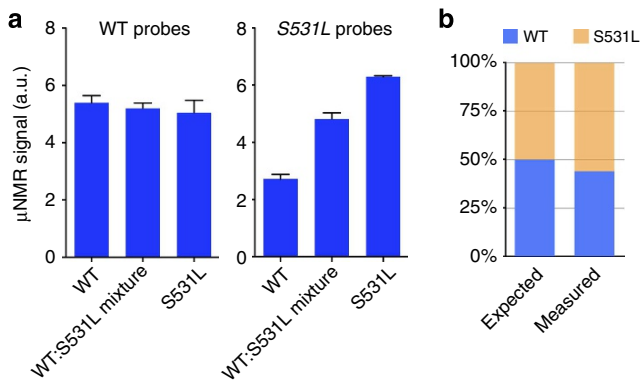 a
WT probes
S531L probes
µNMR signal (a.u.)
8
6
4
2
0
WT
WT:S531L mixture
S531L
8
6
4
2
0
WT
WT:S531L mixture
S531L
b
WT
S531L
100%
75%
50%
25%
0%
Expected
Measured